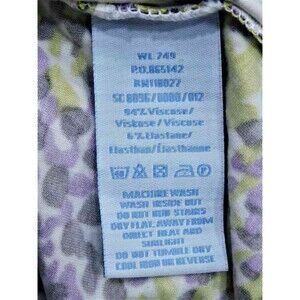 WL 749
P.O. 865142
RN118027
SC 8096/0000/012
94% Viscose/
Viscose / Viskose
6% Elastane/
Elasthan/Élasthanne
MACHINE WASH
WASH INSIDE OUT
DO NOT RUB STAINS
DRY FLAT, AWAY FROM
DIRECT HEAT AND
SUNLIGHT
DO NOT TUMBLE DRY
COOL IRON ON REVERSE